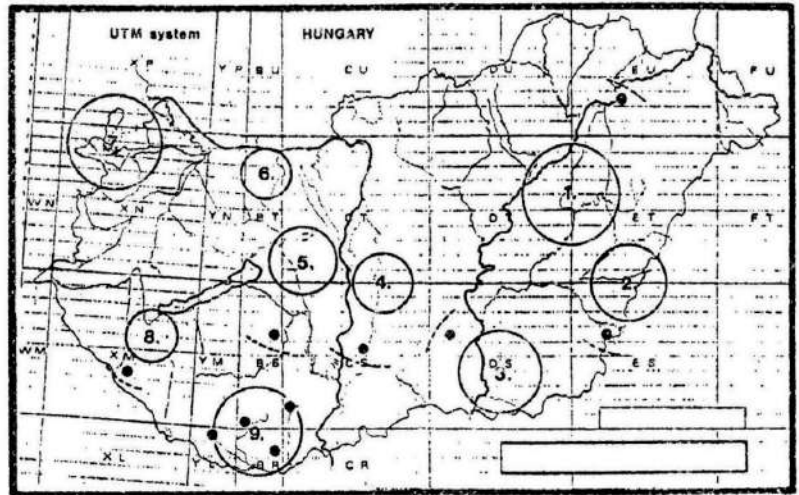 UTM system HUNGARY
XP YP BU CU DU EU FU
6. 1.
WN XN YN BT CT DT ET FT
5. 4. 2.
8.
WM XM YM BS CS DS ES
3.
9.
XL YL BR CR